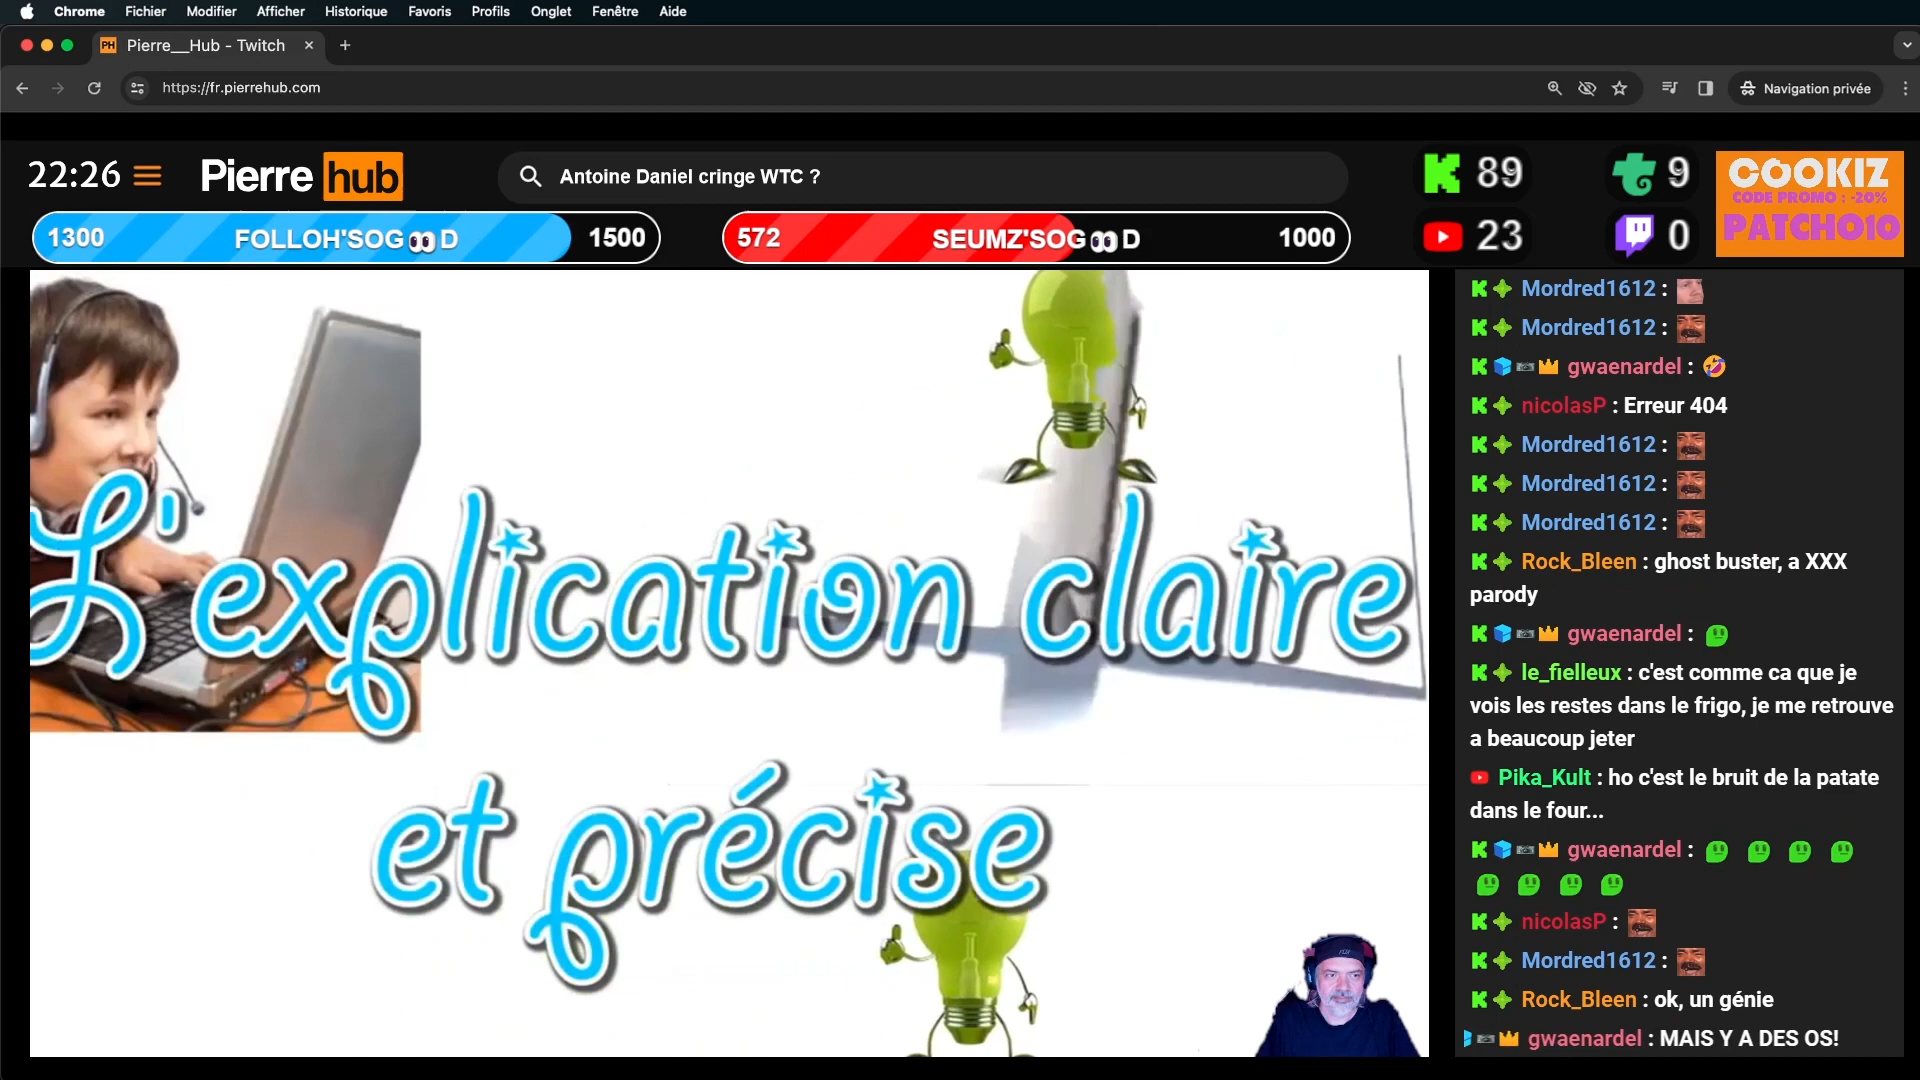 Chrome Fichier Modifier Afficher Historique Favoris Profils Onglet Fenêtre Aide
PH Pierre__Hub - Twitch
https://fr.pierrehub.com
Navigation privée
22:26
Pierre hub
Antoine Daniel cringe WTC ?
89
9
1300 FOLLOH'SOG👀D 1500
572 SEUMZ'SOG👀D 1000
23
0
COOKIZ
CODE PROMO : -20%
PATCHO10
L'explication claire
et précise
Mordred1612 :
Mordred1612 :
gwaenardel : 🤣
nicolasP : Erreur 404
Mordred1612 :
Mordred1612 :
Mordred1612 :
Rock_Bleen : ghost buster, a XXX
parody
gwaenardel :
le_fielleux : c'est comme ca que je
vois les restes dans le frigo, je me retrouve
a beaucoup jeter
Pika_Kult : ho c'est le bruit de la patate
dans le four...
gwaenardel :
nicolasP :
Mordred1612 :
Rock_Bleen : ok, un génie
gwaenardel : MAIS Y A DES OS!